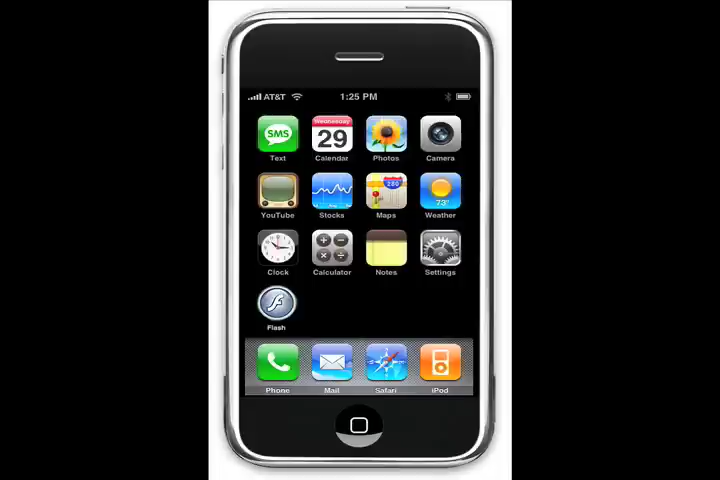 AT&T 1:25 PM
SMS Wednesday 29 280 73°
Text Calendar Photos Camera
YouTube Stocks Maps Weather
Clock Calculator Notes Settings
Flash
Phone Mail Safari iPod